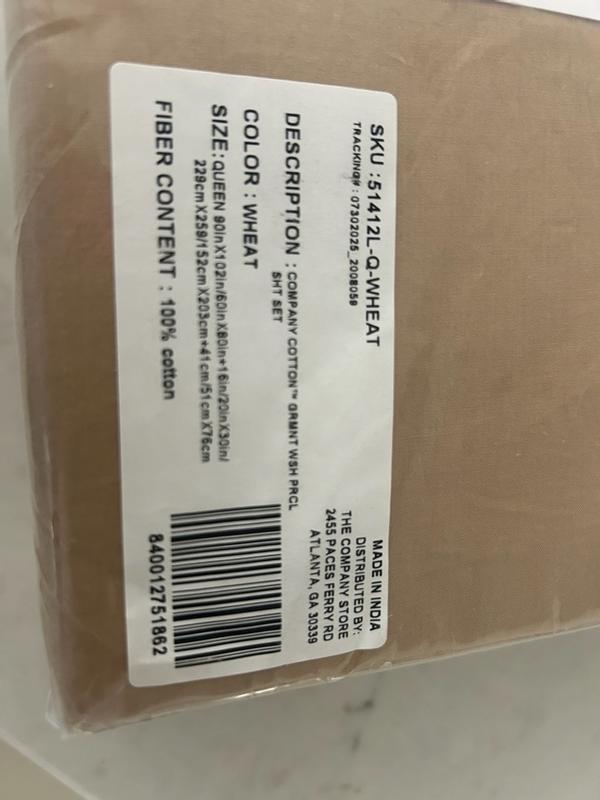 SKU : 51412L-Q-WHEAT
TRACKING# : 07302025_2008059
DESCRIPTION : COMPANY COTTON™ GRMNT WSH PRCL
SHT SET
COLOR : WHEAT
SIZE: QUEEN 90inX102in/60inX80in+16in/20inX30in/
229cmX259/152cmX203cm+41cm/51cmX76cm
FIBER CONTENT : 100% cotton
MADE IN INDIA
DISTRIBUTED BY:
THE COMPANY STORE
2455 PACES FERRY RD
ATLANTA, GA 30339
840012751862